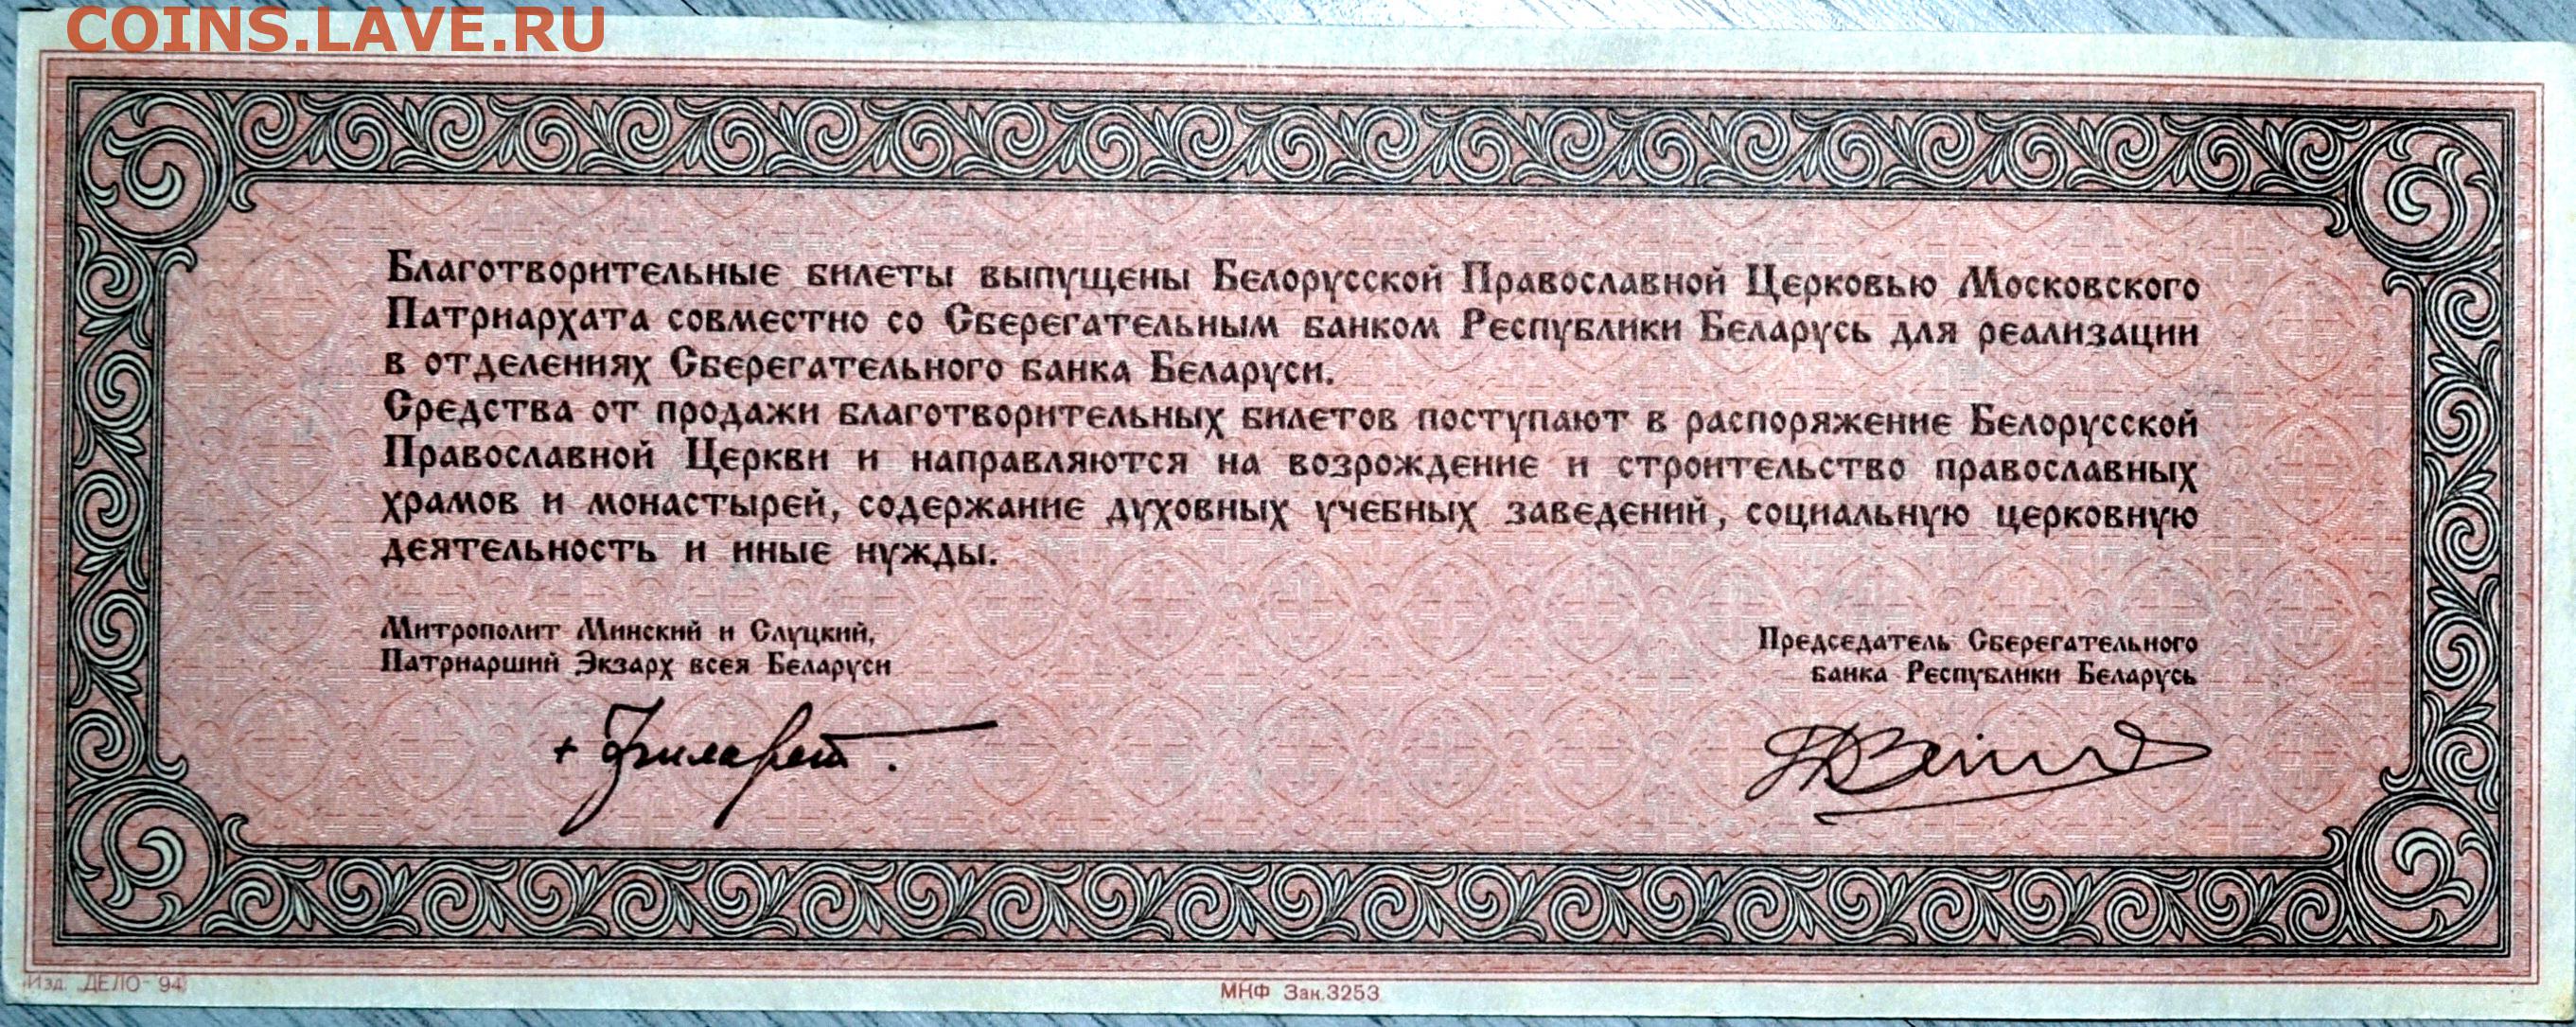 COINS.LAVE.RU
Благотворительные билеты выпущены Белорусской Православной Церковью Московского
Патриархата совместно со Сберегательным банком Республики Беларусь для реализации
в отделениях Сберегательного банка Беларуси.
Средства от продажи благотворительных билетов поступают в распоряжение Белорусской
Православной Церкви и направляются на возрождение и строительство православных
храмов и монастырей, содержание духовных учебных заведений, социальную церковную
деятельность и иные нужды.
Митрополит Минский и Слуцкий,
Патриарший Экзарх всея Беларуси
+ Филарет.
Председатель Сберегательного
банка Республики Беларусь
Изд. „ДЕЛО“ 94
МНФ Зак.3253